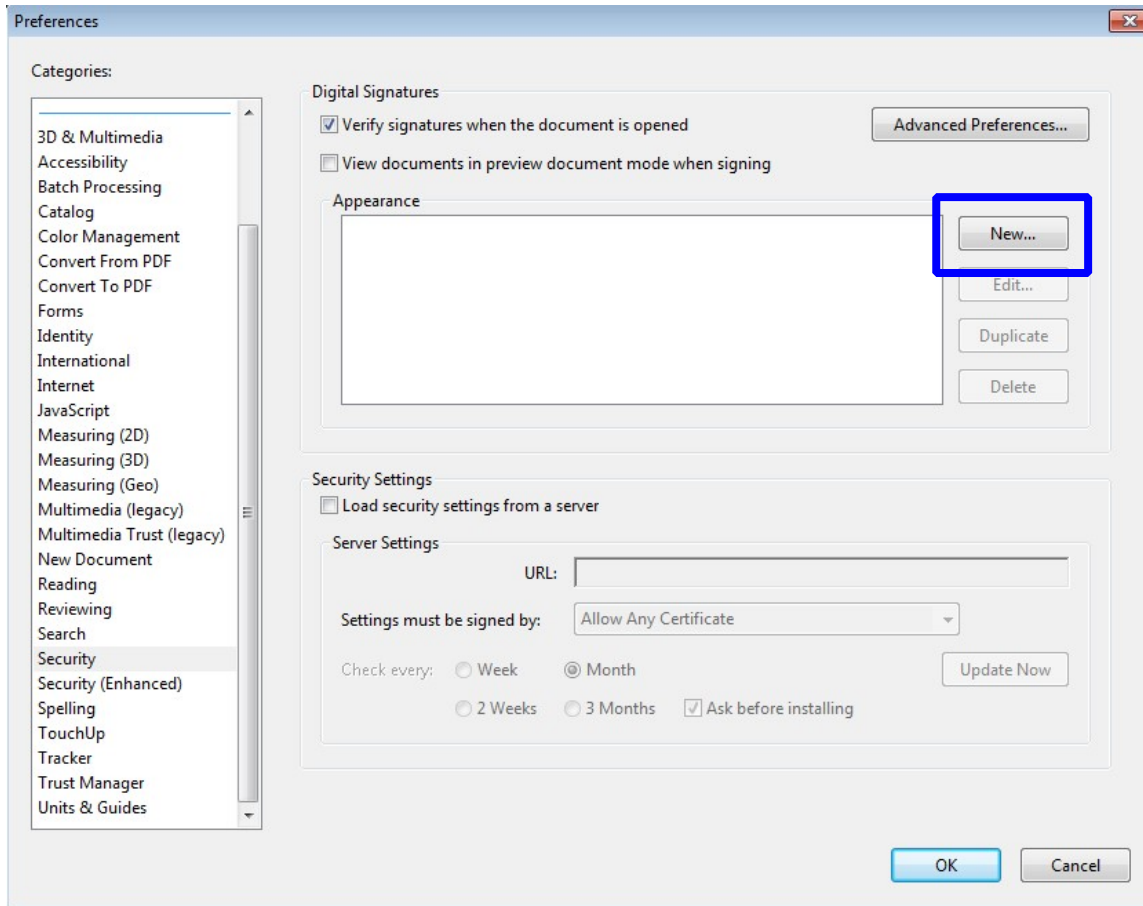 Preferences
Categories:
3D & Multimedia
Accessibility
Batch Processing
Catalog
Color Management
Convert From PDF
Convert To PDF
Forms
Identity
International
Internet
JavaScript
Measuring (2D)
Measuring (3D)
Measuring (Geo)
Multimedia (legacy)
Multimedia Trust (legacy)
New Document
Reading
Reviewing
Search
Security
Security (Enhanced)
Spelling
TouchUp
Tracker
Trust Manager
Units & Guides
Digital Signatures
Verify signatures when the document is opened
Advanced Preferences...
View documents in preview document mode when signing
Appearance
New...
Edit...
Duplicate
Delete
Security Settings
Load security settings from a server
Server Settings
URL:
Settings must be signed by: Allow Any Certificate
Check every: Week Month Update Now
2 Weeks 3 Months Ask before installing
OK Cancel